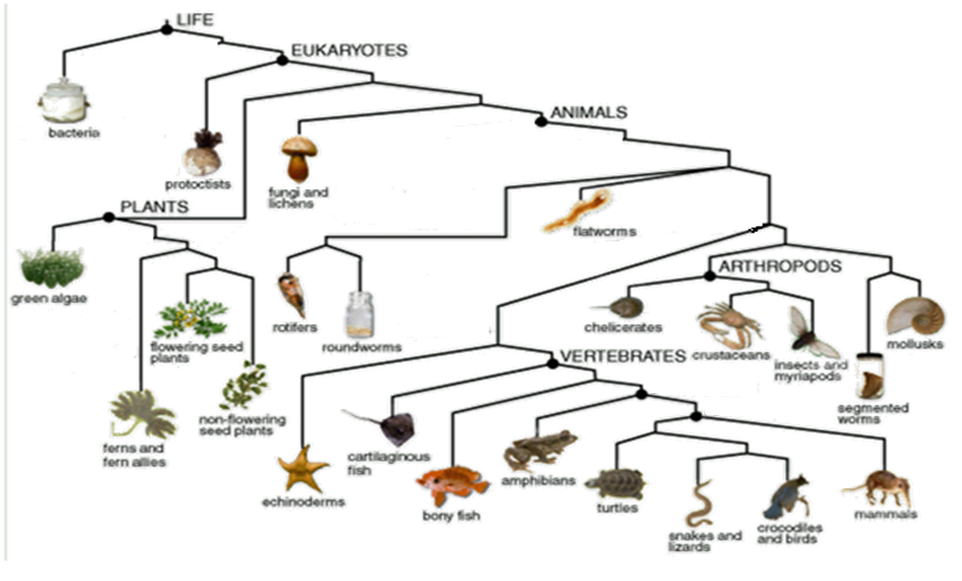 LIFE
EUKARYOTES
bacteria
ANIMALS
protoctists
fungi and
lichens
PLANTS
flatworms
green algae
ARTHROPODS
rotifers
roundworms
chelicerates
crustaceans
insects and
myriapods
mollusks
flowering seed
plants
VERTEBRATES
segmented
worms
non-flowering
seed plants
ferns and
fern allies
cartilaginous
fish
echinoderms
bony fish
amphibians
turtles
snakes and
lizards
crocodiles
and birds
mammals